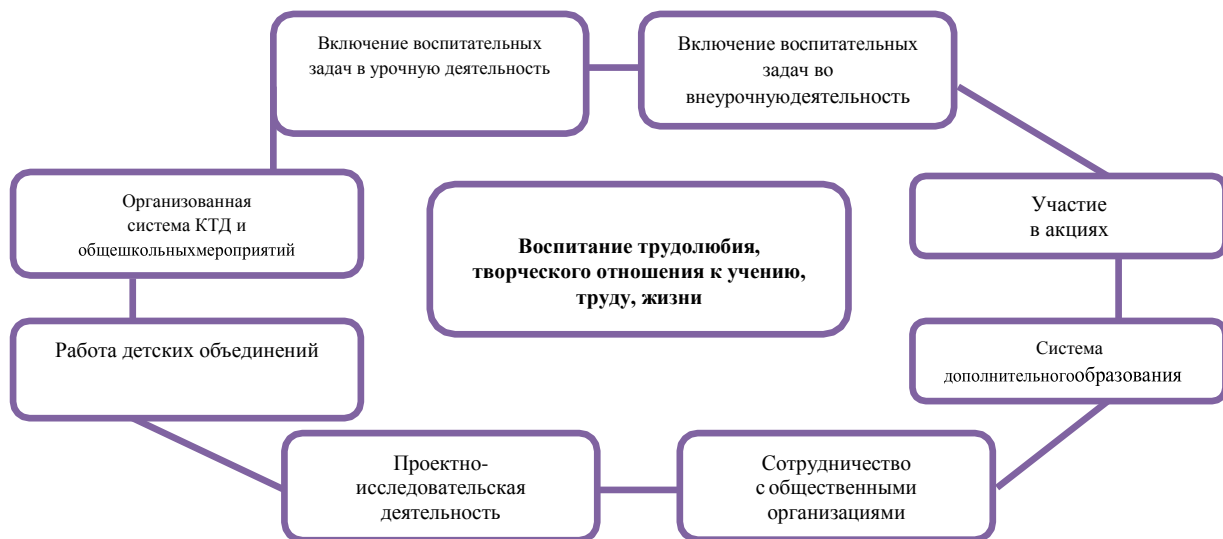 Включение воспитательных
задач в урочную деятельность
Включение воспитательных
задач во
внеурочнуюдеятельность
Организованная
система КТД и
общешкольныхмероприятий
Воспитание трудолюбия,
творческого отношения к учению,
труду, жизни
Участие
в акциях
Работа детских объединений
Система
дополнительногообразования
Проектно-
исследовательская
деятельность
Сотрудничество
с общественными
организациями